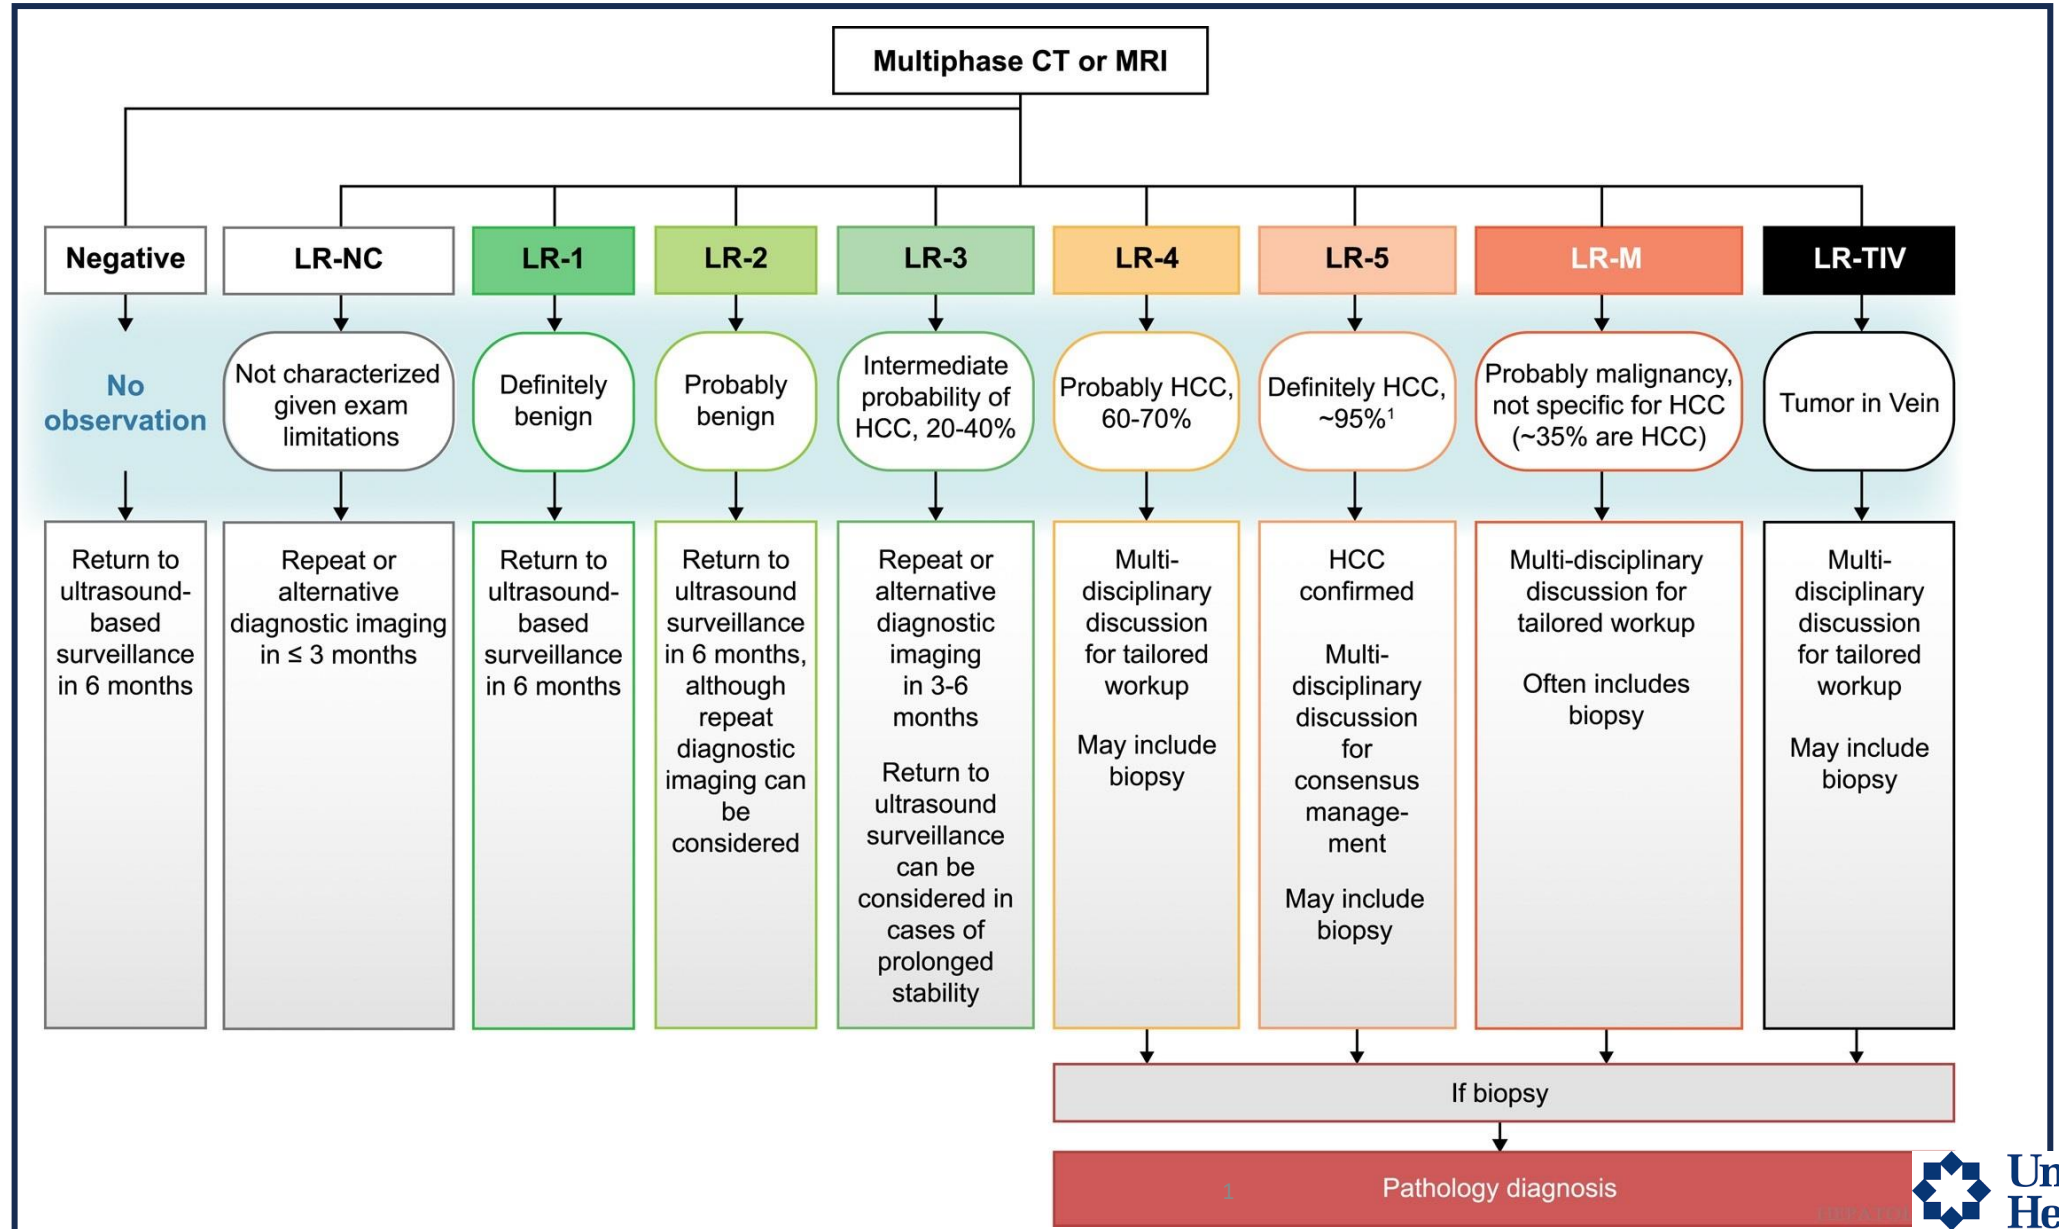 Multiphase CT or MRI
Negative
LR-NC
LR-1
LR-2
LR-3
LR-4
LR-5
LR-M
LR-TIV
No
observation
Not characterized
given exam
limitations
Definitely
benign
Probably
benign
Intermediate
probability of
HCC, 20-40%
Probably HCC,
60-70%
Definitely HCC,
~95%¹
Probably malignancy,
not specific for HCC
(~35% are HCC)
Tumor in Vein
Return to
ultrasound-
based
surveillance
in 6 months
Repeat or
alternative
diagnostic imaging
in ≤ 3 months
Return to
ultrasound-
based
surveillance
in 6 months
Return to
ultrasound
surveillance
in 6 months,
although
repeat
diagnostic
imaging can
be
considered
Repeat or
alternative
diagnostic
imaging
in 3-6
months
Return to
ultrasound
surveillance
can be
considered in
cases of
prolonged
stability
Multi-
disciplinary
discussion
for tailored
workup
May include
biopsy
HCC
confirmed
Multi-
disciplinary
discussion
for
consensus
manage-
ment
May include
biopsy
Multi-disciplinary
discussion for
tailored workup
Often includes
biopsy
Multi-
disciplinary
discussion
for tailored
workup
May include
biopsy
If biopsy
Pathology diagnosis
1
Un
He